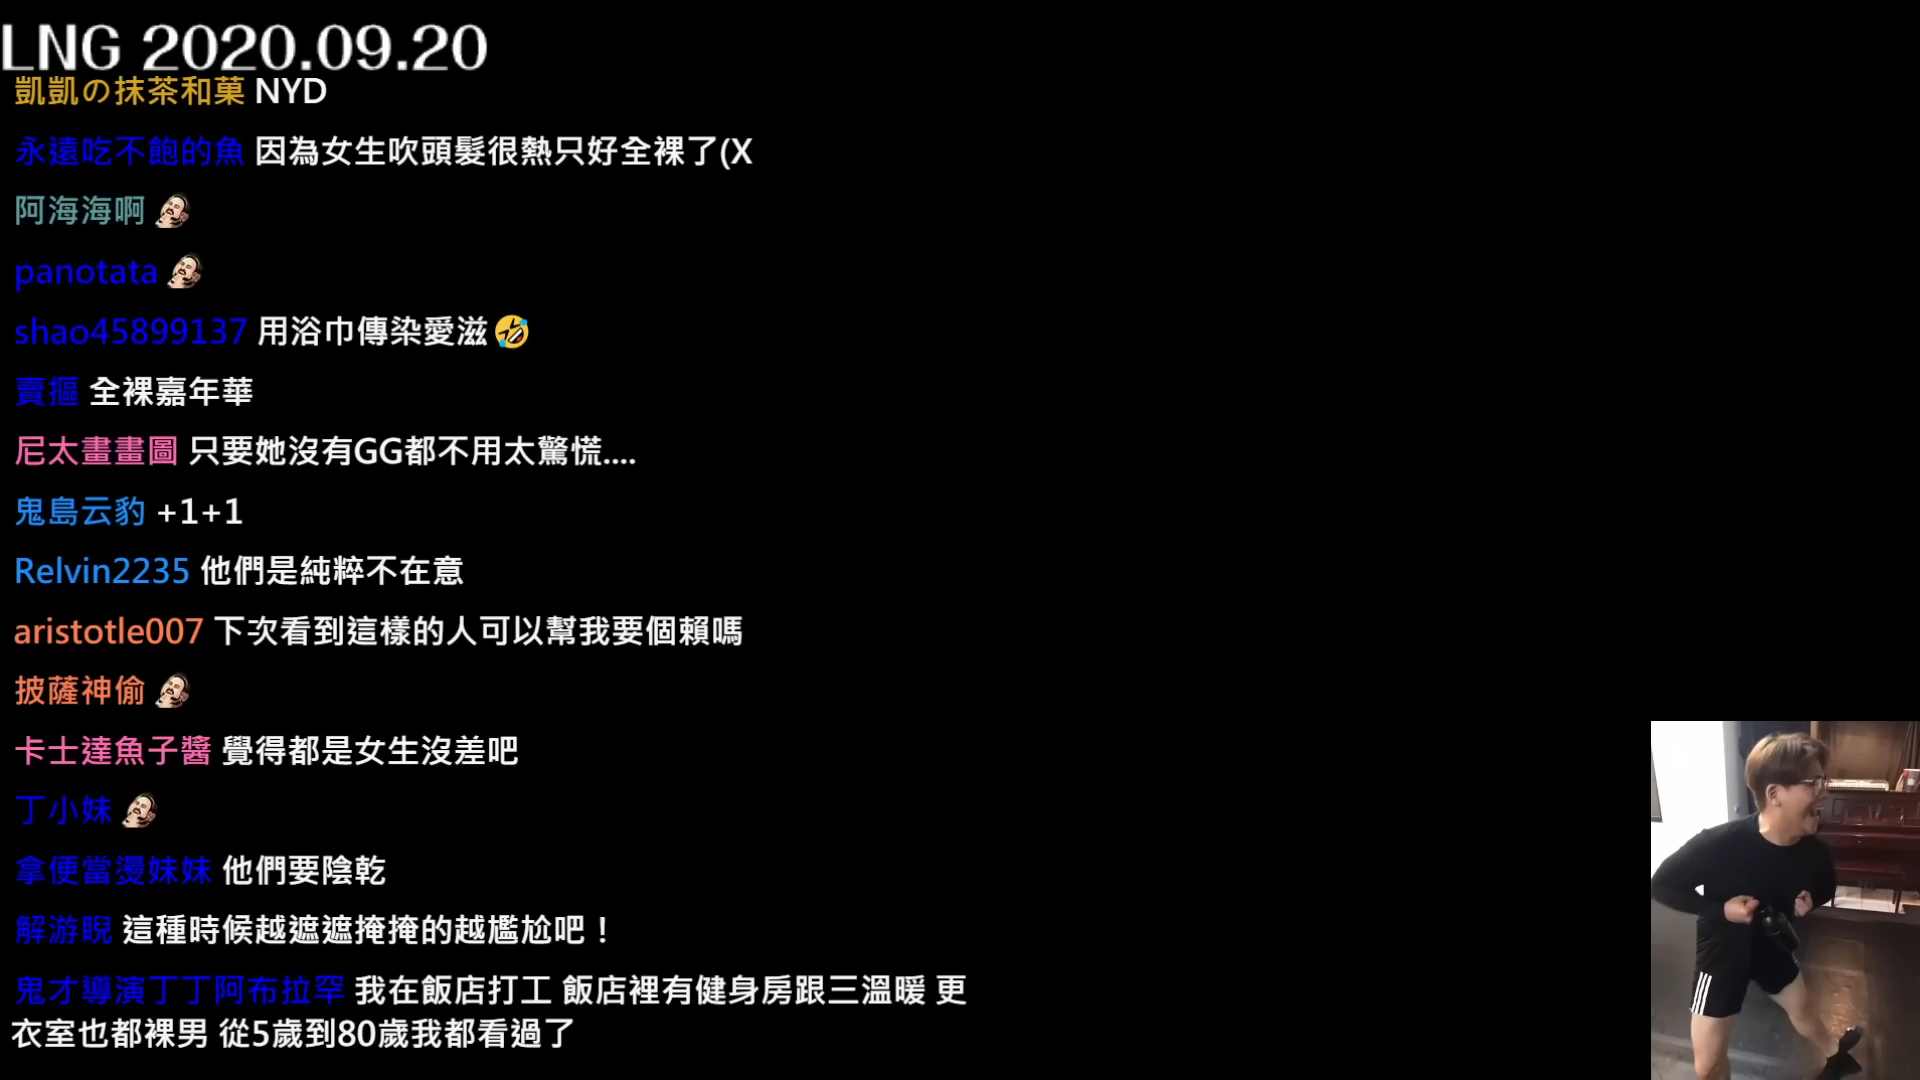 LNG 2020.09.20
凱凱の抹茶和菓 NYD
永遠吃不飽的魚 因為女生吹頭髮很熱只好全裸了(X
阿海海啊
panotata
shao45899137 用浴巾傳染愛滋🤣
賣摳 全裸嘉年華
尼太畫畫圖 只要她沒有GG都不用太驚慌....
鬼島云豹 +1+1
Relvin2235 他們是純粹不在意
aristotle007 下次看到這樣的人可以幫我要個賴嗎
披薩神偷
卡士達魚子醬 覺得都是女生沒差吧
丁小妹
拿便當燙妹妹 他們要陰乾
解游睨 這種時候越遮遮掩掩的越尷尬吧！
鬼才導演丁丁阿布拉罕 我在飯店打工 飯店裡有健身房跟三溫暖 更
衣室也都裸男 從5歲到80歲我都看過了